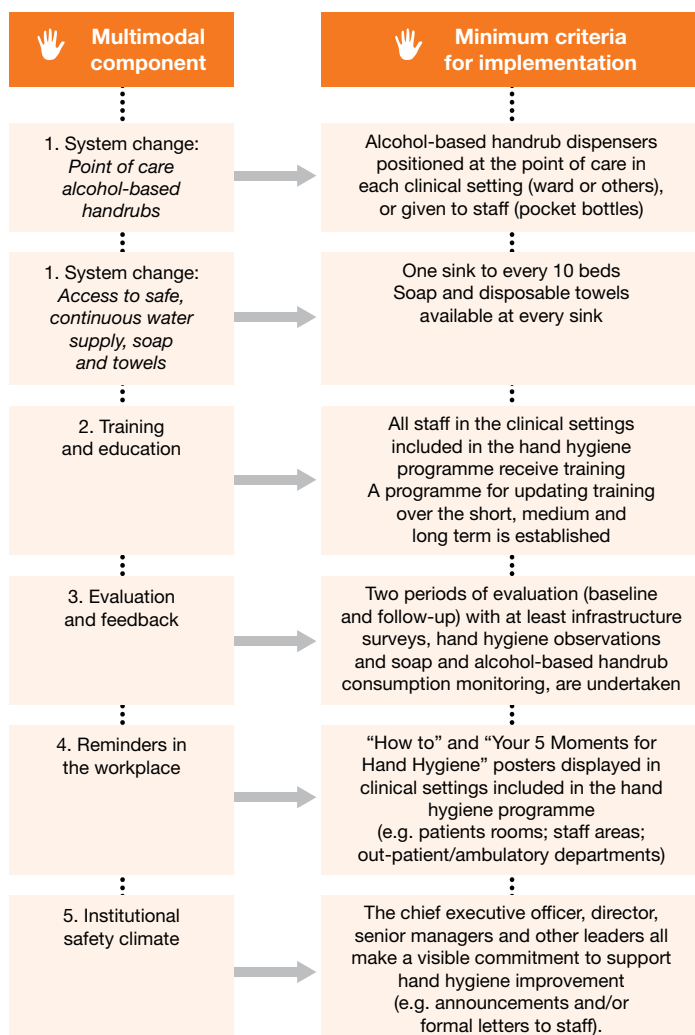 Multimodal
component
Minimum criteria
for implementation
1. System change:
Point of care
alcohol-based
handrubs
Alcohol-based handrub dispensers
positioned at the point of care in
each clinical setting (ward or others),
or given to staff (pocket bottles)
1. System change:
Access to safe,
continuous water
supply, soap
and towels
One sink to every 10 beds
Soap and disposable towels
available at every sink
2. Training
and education
All staff in the clinical settings
included in the hand hygiene
programme receive training
A programme for updating training
over the short, medium and
long term is established
3. Evaluation
and feedback
Two periods of evaluation (baseline
and follow-up) with at least infrastructure
surveys, hand hygiene observations
and soap and alcohol-based handrub
consumption monitoring, are undertaken
4. Reminders in
the workplace
“How to” and “Your 5 Moments for
Hand Hygiene” posters displayed in
clinical settings included in the hand
hygiene programme
(e.g. patients rooms; staff areas;
out-patient/ambulatory departments)
5. Institutional
safety climate
The chief executive officer, director,
senior managers and other leaders all
make a visible commitment to support
hand hygiene improvement
(e.g. announcements and/or
formal letters to staff).